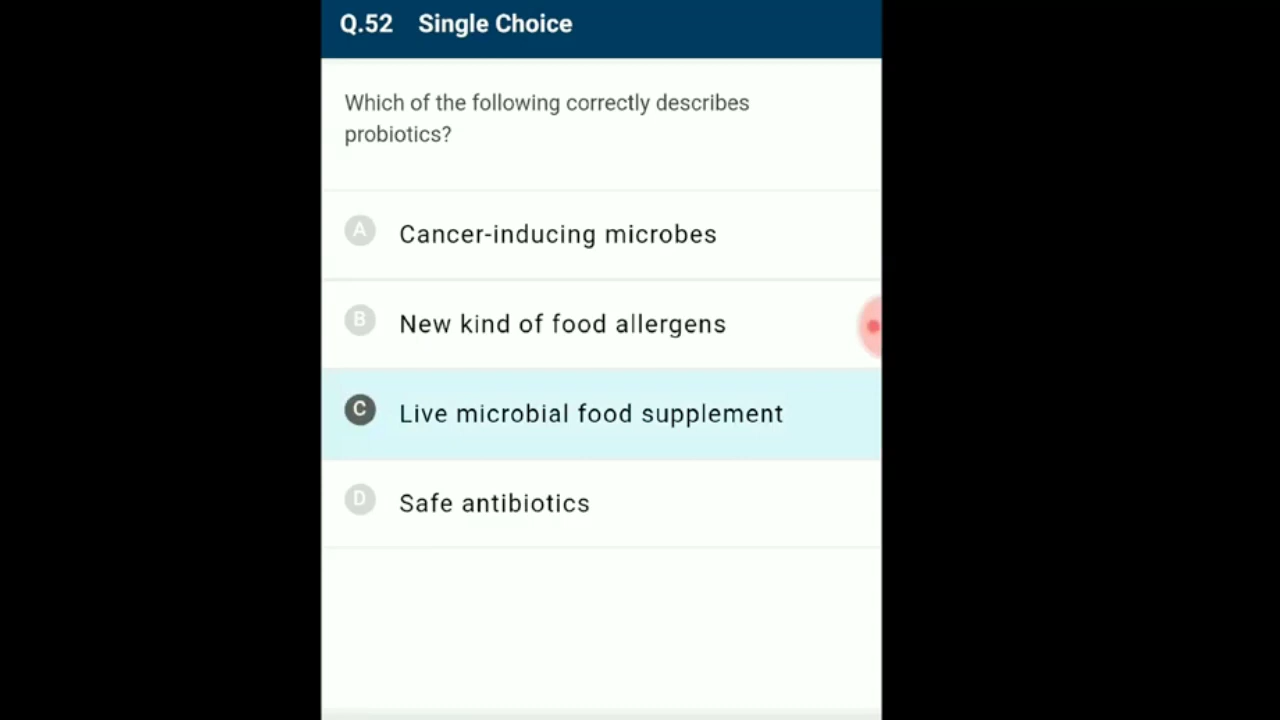 Q.52 Single Choice
Which of the following correctly describes
probiotics?
A Cancer-inducing microbes
B New kind of food allergens
C Live microbial food supplement
D Safe antibiotics